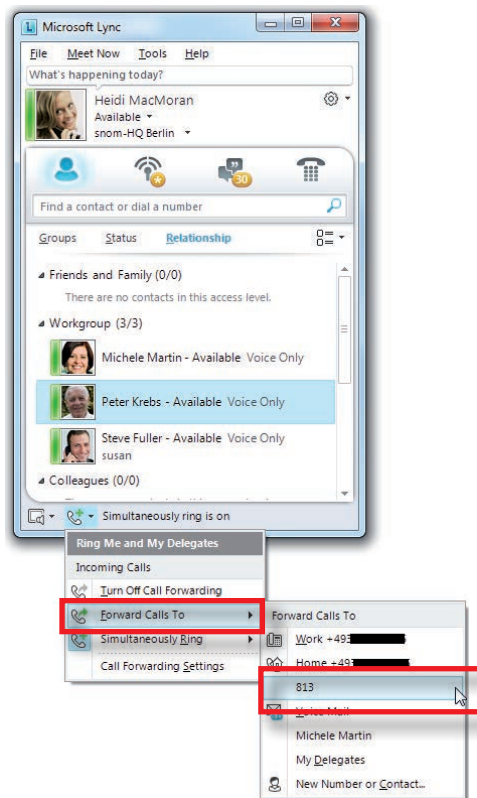 Microsoft Lync
File Meet Now Tools Help
What's happening today?
Heidi MacMoran
Available
snom-HQ Berlin
30
Find a contact or dial a number
Groups Status Relationship
Friends and Family (0/0)
There are no contacts in this access level.
Workgroup (3/3)
Michele Martin - Available Voice Only
Peter Krebs - Available Voice Only
Steve Fuller - Available Voice Only
susan
Colleagues (0/0)
Simultaneously ring is on
Ring Me and My Delegates
Incoming Calls
Turn Off Call Forwarding
Forward Calls To
Simultaneously Ring
Call Forwarding Settings
Forward Calls To
Work +493
Home +493
813
Voice Mail
Michele Martin
My Delegates
New Number or Contact...